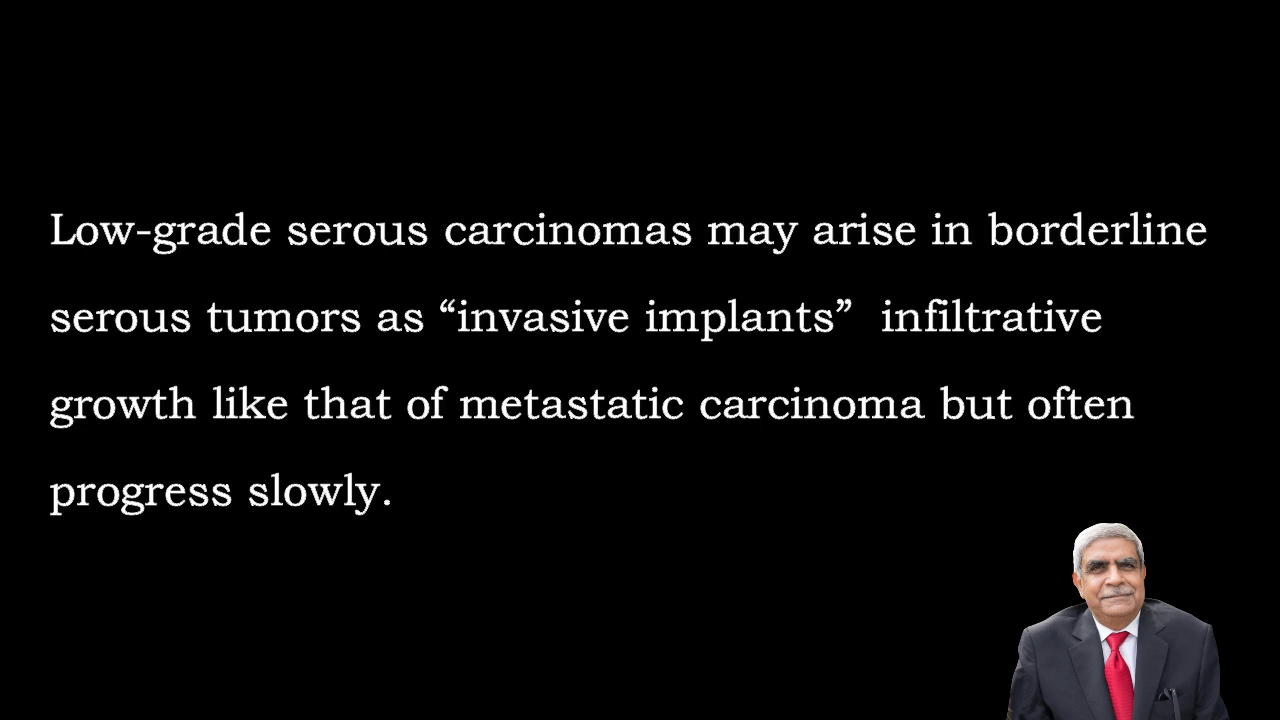 Low-grade serous carcinomas may arise in borderline
serous tumors as “invasive implants”  infiltrative
growth like that of metastatic carcinoma but often
progress slowly.